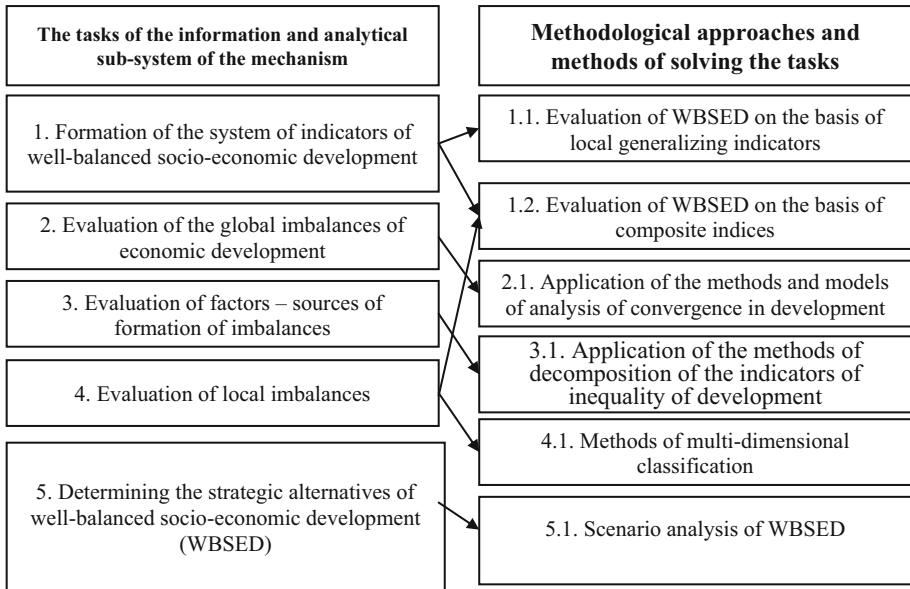 The tasks of the information and analytical
sub-system of the mechanism
1. Formation of the system of indicators of
well-balanced socio-economic development
2. Evaluation of the global imbalances of
economic development
3. Evaluation of factors – sources of
formation of imbalances
4. Evaluation of local imbalances
5. Determining the strategic alternatives of
well-balanced socio-economic development
(WBSED)
Methodological approaches and
methods of solving the tasks
1.1. Evaluation of WBSED on the basis of
local generalizing indicators
1.2. Evaluation of WBSED on the basis of
composite indices
2.1. Application of the methods and models
of analysis of convergence in development
3.1. Application of the methods of
decomposition of the indicators of
inequality of development
4.1. Methods of multi-dimensional
classification
5.1. Scenario analysis of WBSED